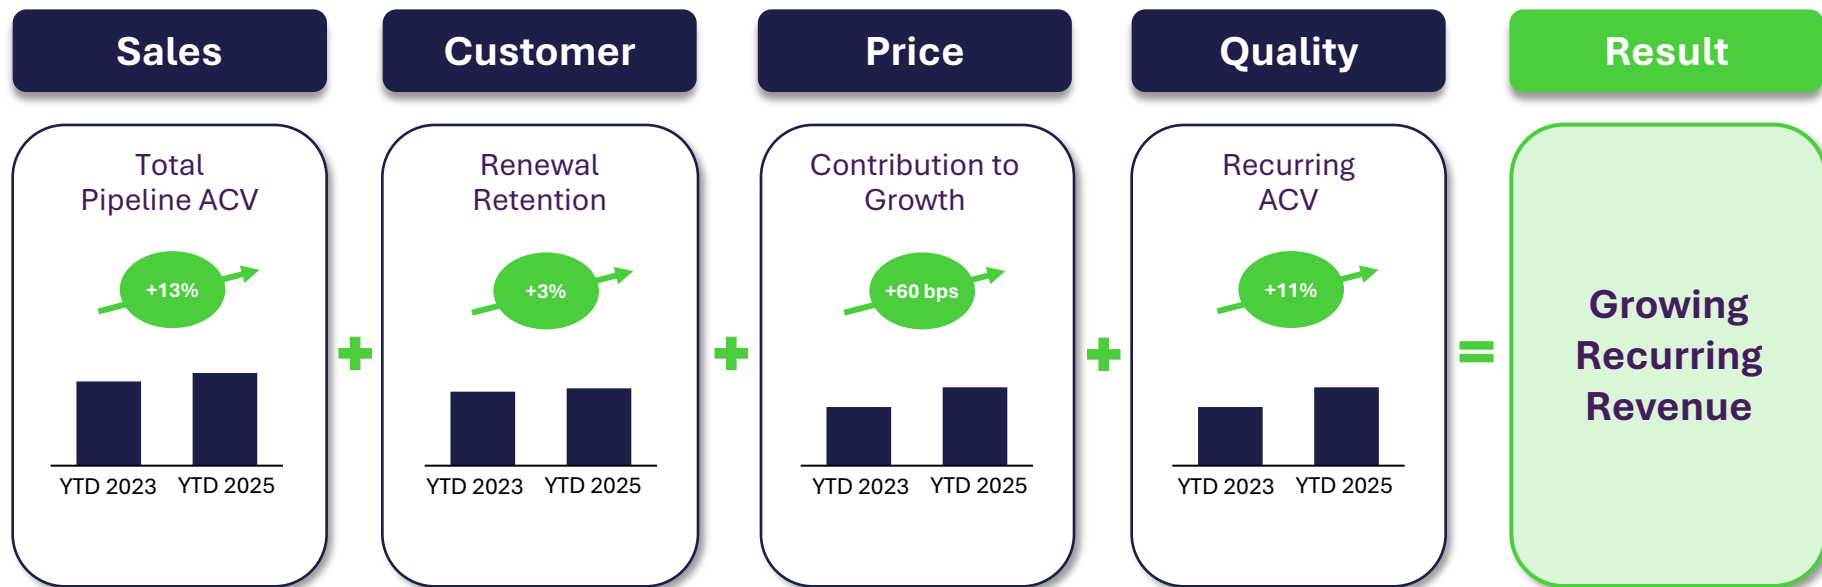 Sales
Customer
Price
Quality
Result
Total
Pipeline ACV
+13%
YTD 2023
YTD 2025
+
Renewal
Retention
+3%
YTD 2023
YTD 2025
+
Contribution to
Growth
+60 bps
YTD 2023
YTD 2025
+
Recurring
ACV
+11%
YTD 2023
YTD 2025
=
Growing
Recurring
Revenue